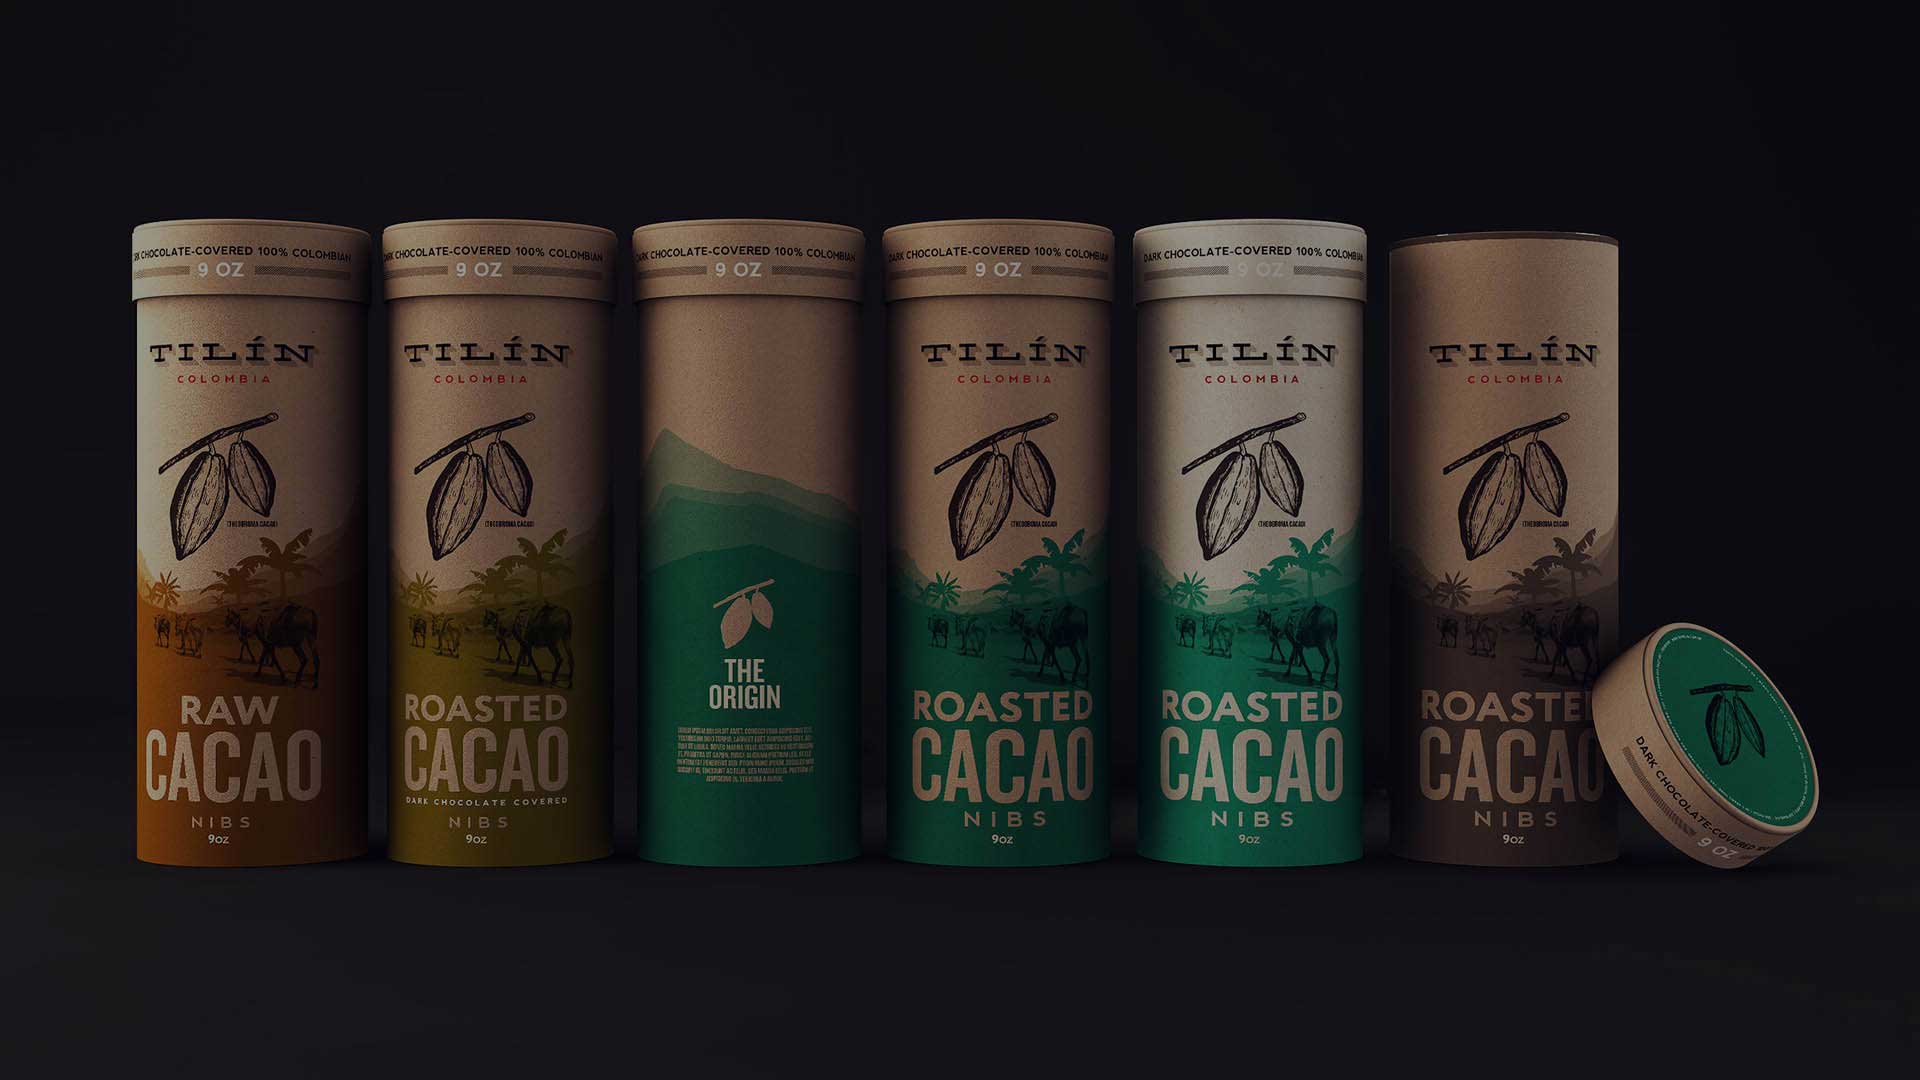 CHOCOLATE-COVERED 100% COLOMBIAN
9 OZ
TILÍN
COLOMBIA
(THEOBROMA CACAO)
RAW
CACAO
NIBS
9oz
DARK CHOCOLATE-COVERED 100% COLOMBIAN
9 OZ
TILÍN
COLOMBIA
(THEOBROMA CACAO)
ROASTED
CACAO
DARK CHOCOLATE COVERED
NIBS
9oz
DARK CHOCOLATE-COVERED 100% COLOMBIAN
9 OZ
THE
ORIGIN
DARK CHOCOLATE-COVERED 100% COLOMBIAN
9 OZ
TILÍN
COLOMBIA
(THEOBROMA CACAO)
ROASTED
CACAO
NIBS
9oz
DARK CHOCOLATE-COVERED 100% COLOMBIAN
9 OZ
TILÍN
COLOMBIA
(THEOBROMA CACAO)
ROASTED
CACAO
NIBS
9oz
TILÍN
COLOMBIA
(THEOBROMA CACAO)
ROASTE
CACAO
NIBS
9oz
DARK CHOCOLATE-COVERED
9 OZ